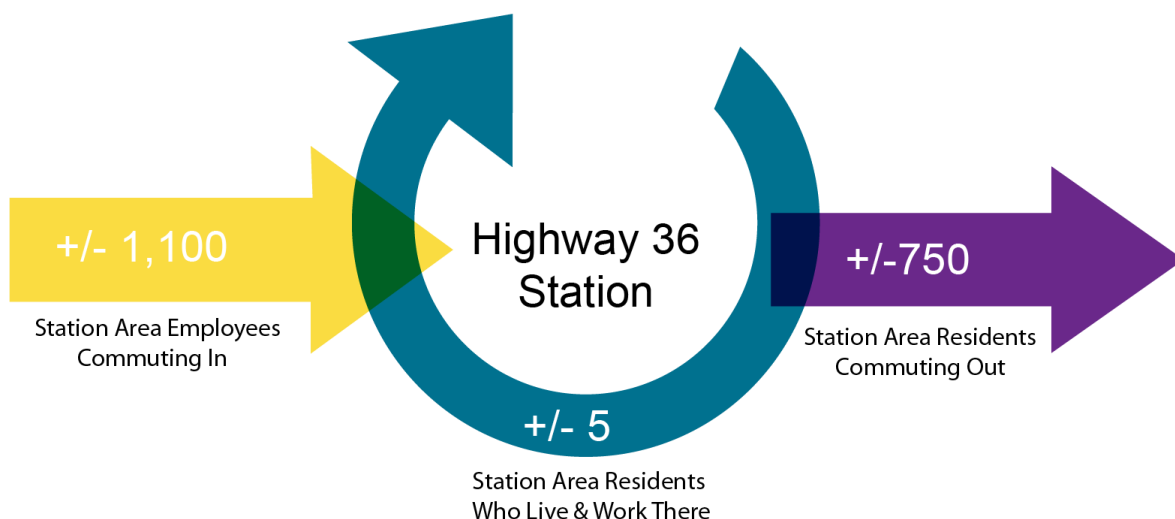 +/- 1,100
Station Area Employees
Commuting In
Highway 36
Station
+/- 5
Station Area Residents
Who Live & Work There
+/-750
Station Area Residents
Commuting Out